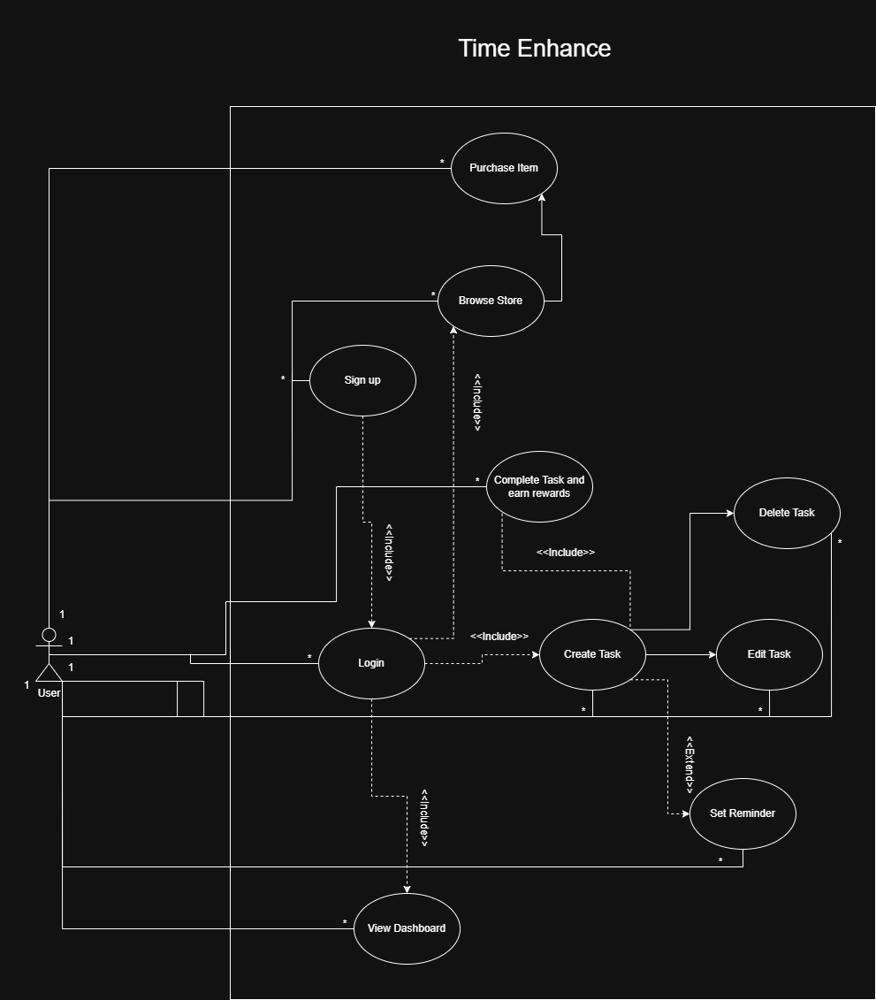 Time Enhance
*
Purchase Item
*
Browse Store
*
Sign up
<<Include>>
*
Complete Task and
earn rewards
Delete Task
*
<<Include>>
<<Include>>
1
1
1
1
User
*
Login
<<Include>>
Create Task
Edit Task
*
*
<<Extend>>
<<Include>>
Set Reminder
*
*
View Dashboard